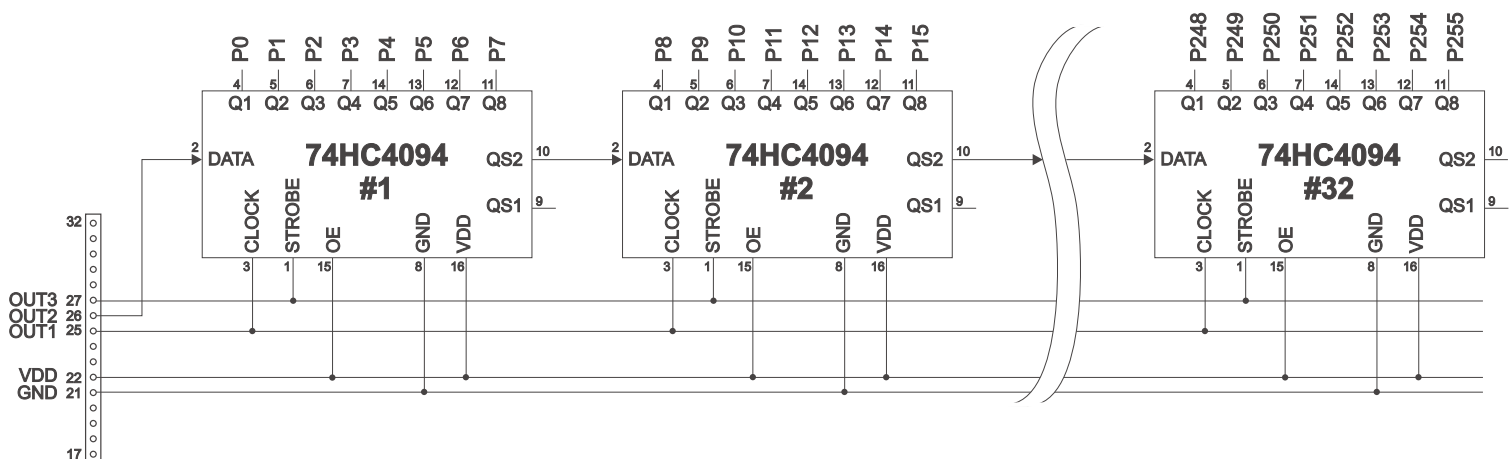 P0 P1 P2 P3 P4 P5 P6 P7
4 5 6 7 14 13 12 11
Q1 Q2 Q3 Q4 Q5 Q6 Q7 Q8
2 DATA
74HC4094
#1
QS2 10
QS1 9
CLOCK STROBE OE GND VDD
3 1 15 8 16
P8 P9 P10 P11 P12 P13 P14 P15
4 5 6 7 14 13 12 11
Q1 Q2 Q3 Q4 Q5 Q6 Q7 Q8
2 DATA
74HC4094
#2
QS2 10
QS1 9
CLOCK STROBE OE GND VDD
3 1 15 8 16
P248 P249 P250 P251 P252 P253 P254 P255
4 5 6 7 14 13 12 11
Q1 Q2 Q3 Q4 Q5 Q6 Q7 Q8
2 DATA
74HC4094
#32
QS2 10
QS1 9
CLOCK STROBE OE GND VDD
3 1 15 8 16
32
OUT3 27
OUT2 26
OUT1 25
VDD 22
GND 21
17